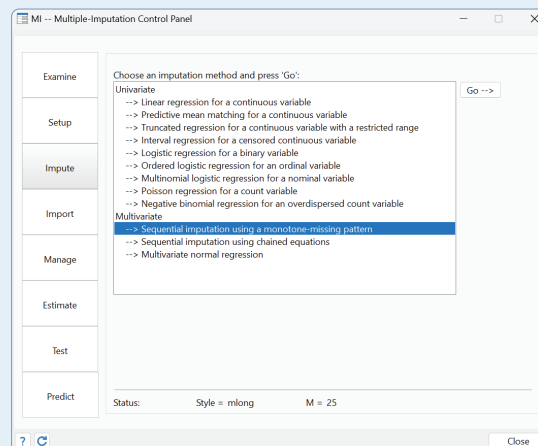 MI -- Multiple-Imputation Control Panel
Examine
Setup
Impute
Import
Manage
Estimate
Test
Predict
Choose an imputation method and press 'Go':
Go -->
Univariate
--> Linear regression for a continuous variable
--> Predictive mean matching for a continuous variable
--> Truncated regression for a continuous variable with a restricted range
--> Interval regression for a censored continuous variable
--> Logistic regression for a binary variable
--> Ordered logistic regression for an ordinal variable
--> Multinomial logistic regression for a nominal variable
--> Poisson regression for a count variable
--> Negative binomial regression for an overdispersed count variable
Multivariate
--> Sequential imputation using a monotone-missing pattern
--> Sequential imputation using chained equations
--> Multivariate normal regression
Status: Style = mlong M = 25
?
Close